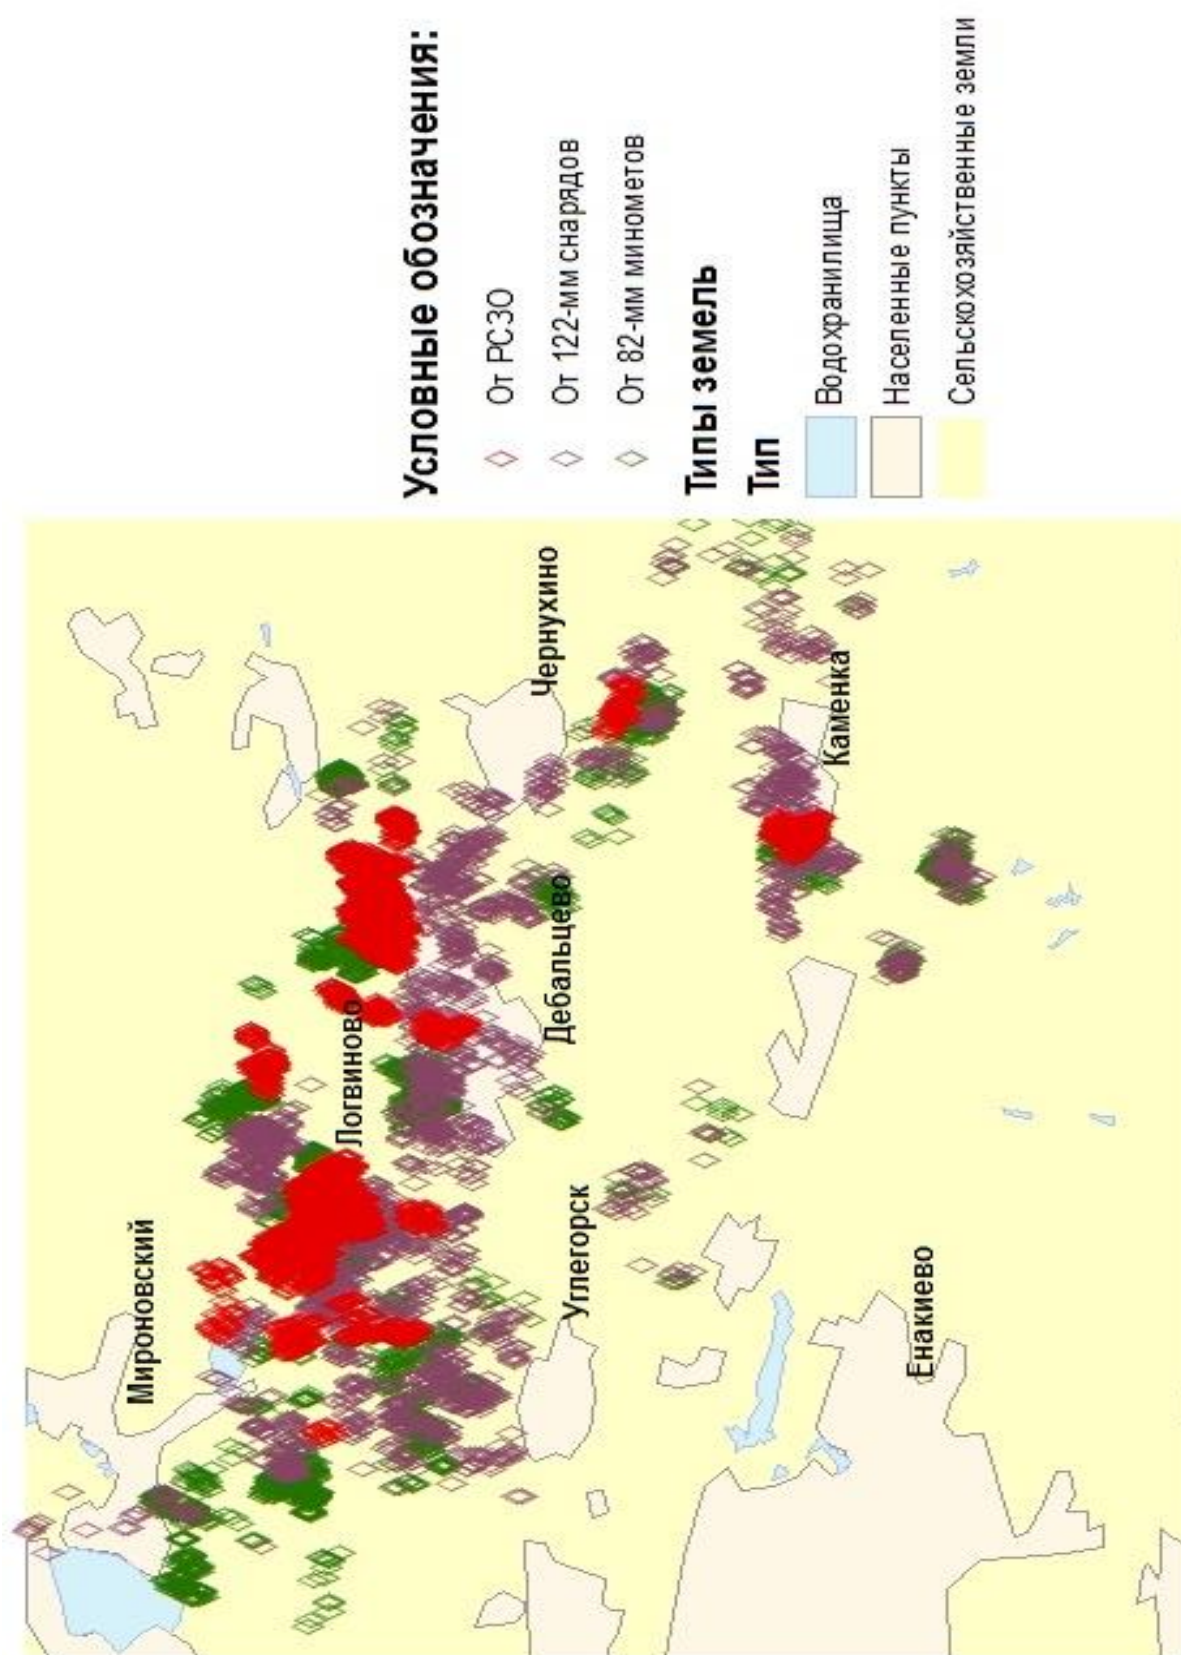 Условные обозначения:
От РСЗО
От 122-мм снарядов
От 82-мм минометов
Типы земель
Тип
Водохранилища
Населенные пункты
Сельскохозяйственные земли
Мироновский
Логвиново
Чернухино
Дебальцево
Углегорск
Каменка
Енакиево